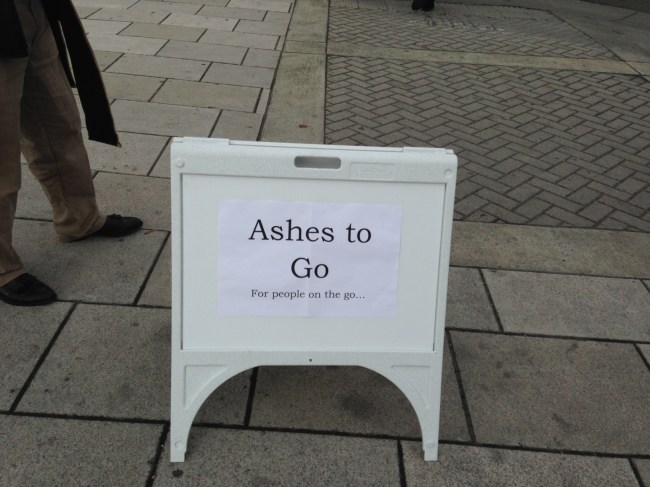 Ashes to
Go
For people on the go...